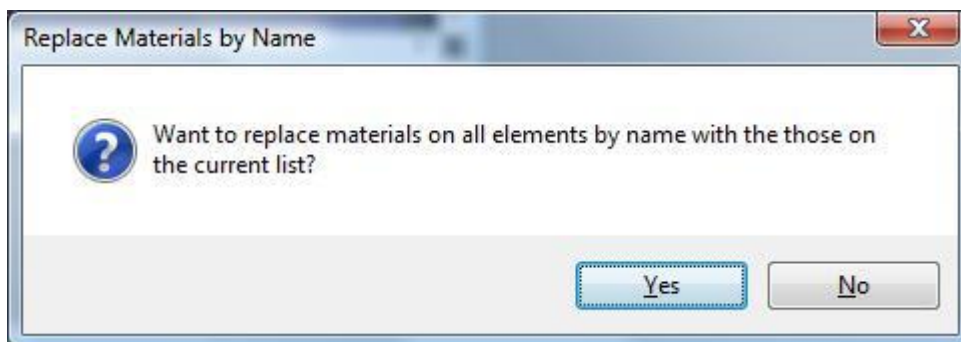 Replace Materials by Name
Want to replace materials on all elements by name with the those on
the current list?
Yes
No